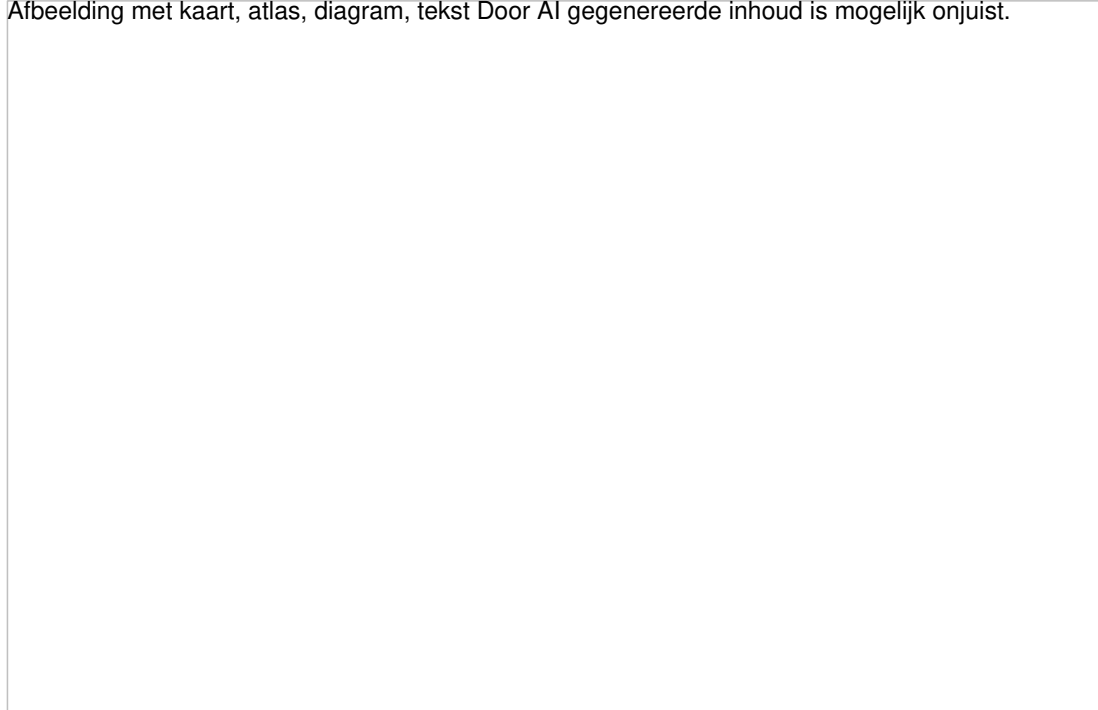 Afbeelding met kaart, atlas, diagram, tekst Door AI gegenereerde inhoud is mogelijk onjuist.